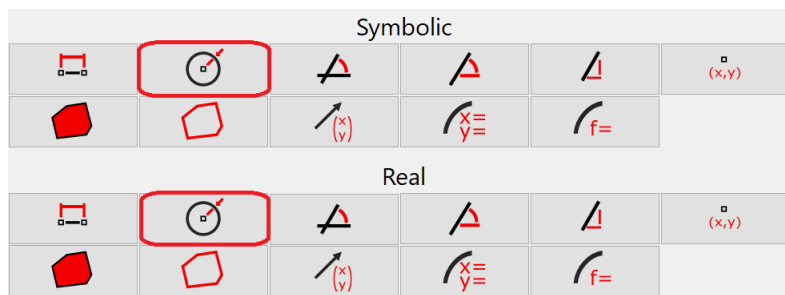 Symbolic
(x,y)
(x y) x= y= f=
Real
(x,y)
(x y) x= y= f=